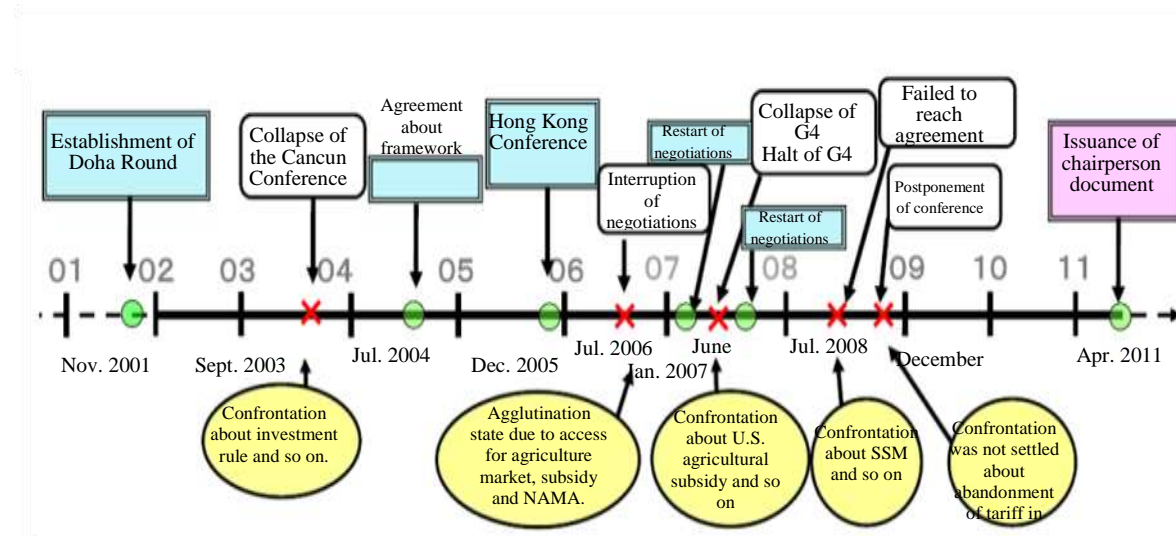 Establishment of
Doha Round
Collapse of
the Cancun
Conference
Agreement
about
framework
Hong Kong
Conference
Interruption
of
negotiations
Restart of
negotiations
Collapse of
G4
Halt of G4
Restart of
negotiations
Failed to
reach
agreement
Postponement
of conference
Issuance of
chairperson
document
01
02
03
04
05
06
07
08
09
10
11
Nov. 2001
Sept. 2003
Jul. 2004
Dec. 2005
Jul. 2006
Jan. 2007
June
Jul. 2008
December
Apr. 2011
Confrontation
about investment
rule and so on.
Agglutination
state due to access
for agriculture
market, subsidy
and NAMA.
Confrontation
about U.S.
agricultural
subsidy and so
on
Confrontation
about SSM
and so on
Confrontation
was not settled
about
abandonment
of tariff in